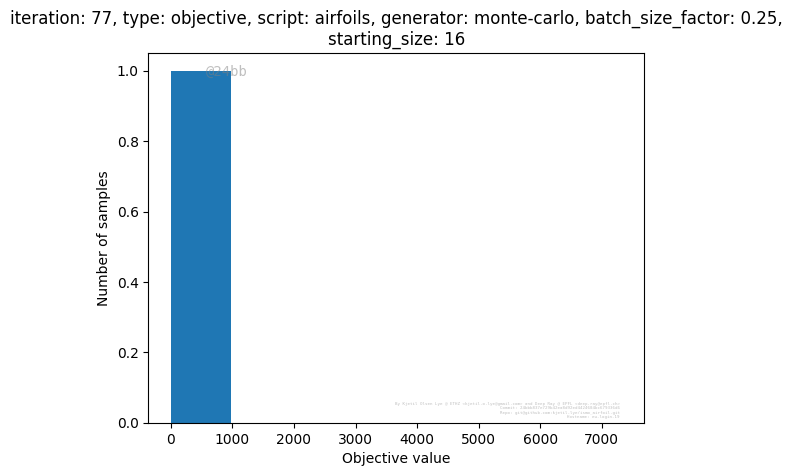 iteration: 77, type: objective, script: airfoils, generator: monte-carlo, batch_size_factor: 0.25,
starting_size: 16
@24bb
1.0
0.8
0.6
0.4
0.2
0.0
Number of samples
0 1000 2000 3000 4000 5000 6000 7000
Objective value